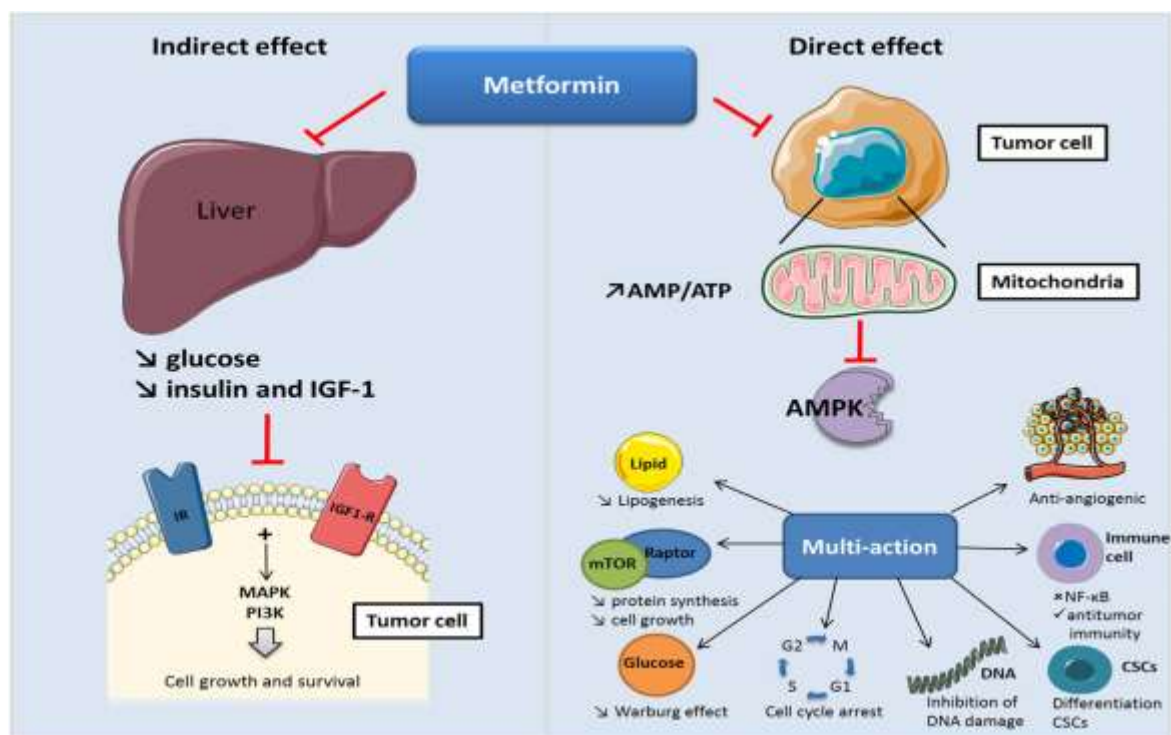 Indirect effect
Metformin
Direct effect
Liver
↘ glucose
↘ insulin and IGF-1
IR
IGF1-R
+
MAPK
PI3K
Tumor cell
Cell growth and survival
Tumor cell
↗AMP/ATP
Mitochondria
AMPK
Lipid
↘ Lipogenesis
mTOR
Raptor
↘ protein synthesis
↘ cell growth
Glucose
↘ Warburg effect
Multi-action
G2
M
S
G1
Cell cycle arrest
DNA
Inhibition of
DNA damage
Anti-angiogenic
Immune
cell
×NF-κB
✓antitumor
immunity
CSCs
Differentiation
CSCs